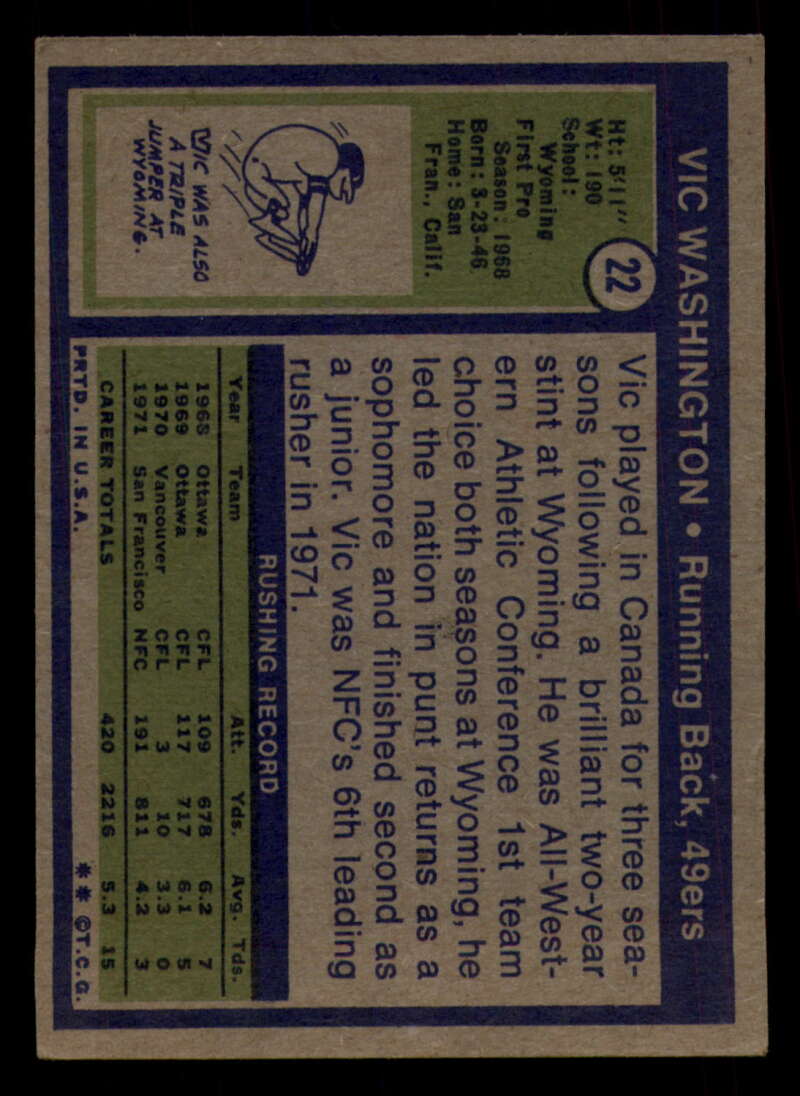 VIC WASHINGTON • Running Back, 49ers
22
Ht: 5'11"
Wt: 190
School:
Wyoming
First Pro
Season: 1968
Born: 3-23-46
Home: San
Fran., Calif.
VIC WAS ALSO
A TRIPLE
JUMPER AT
WYOMING.
Vic played in Canada for three sea-
sons following a brilliant two-year
stint at Wyoming. He was All-West-
ern Athletic Conference 1st team
choice both seasons at Wyoming, he
led the nation in punt returns as a
sophomore and finished second as
a junior. Vic was NFC's 6th leading
rusher in 1971.
RUSHING RECORD
Year Team Att. Yds. Avg. Tds.
1968 Ottawa CFL 109 678 6.2 7
1969 Ottawa CFL 117 717 6.1 5
1970 Vancouver CFL 3 10 3.3 0
1971 San Francisco NFC 191 811 4.2 3
CAREER TOTALS 420 2216 5.3 15
PRTD. IN U.S.A. ** ©T.C.G.